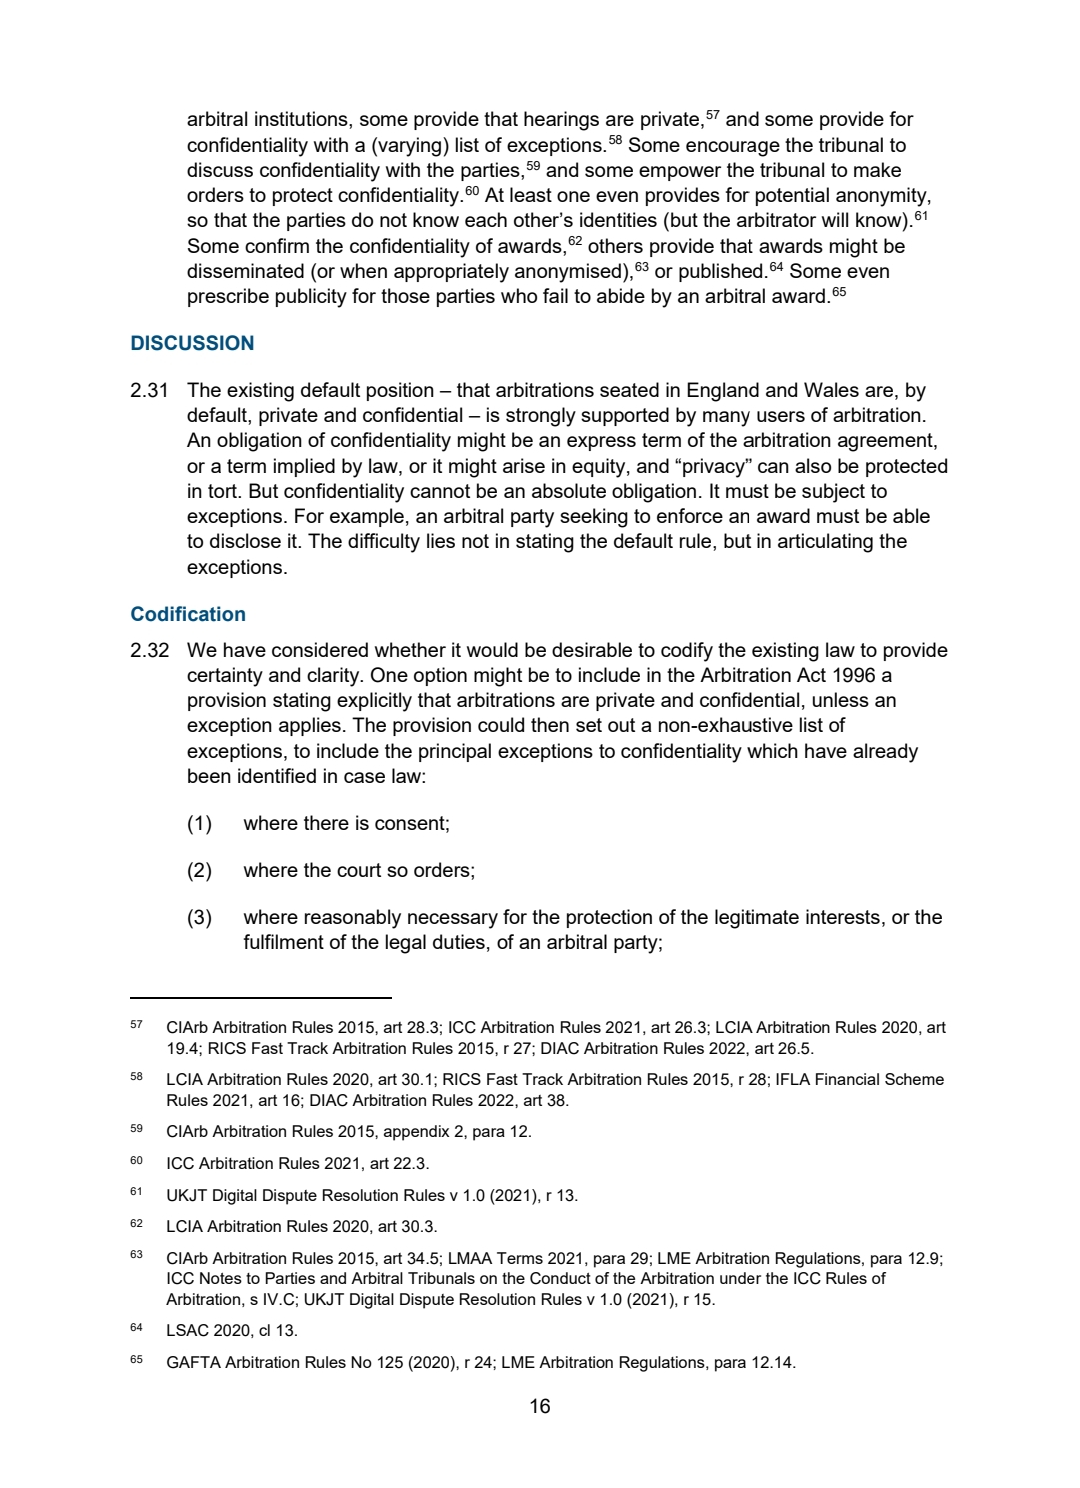 arbitral institutions, some provide that hearings are private,57 and some provide for
confidentiality with a (varying) list of exceptions.58 Some encourage the tribunal to
discuss confidentiality with the parties,59 and some empower the tribunal to make
orders to protect confidentiality.60 At least one even provides for potential anonymity,
so that the parties do not know each other’s identities (but the arbitrator will know).61
Some confirm the confidentiality of awards,62 others provide that awards might be
disseminated (or when appropriately anonymised),63 or published.64 Some even
prescribe publicity for those parties who fail to abide by an arbitral award.65
DISCUSSION
2.31 The existing default position – that arbitrations seated in England and Wales are, by
default, private and confidential – is strongly supported by many users of arbitration.
An obligation of confidentiality might be an express term of the arbitration agreement,
or a term implied by law, or it might arise in equity, and “privacy” can also be protected
in tort. But confidentiality cannot be an absolute obligation. It must be subject to
exceptions. For example, an arbitral party seeking to enforce an award must be able
to disclose it. The difficulty lies not in stating the default rule, but in articulating the
exceptions.
Codification
2.32 We have considered whether it would be desirable to codify the existing law to provide
certainty and clarity. One option might be to include in the Arbitration Act 1996 a
provision stating explicitly that arbitrations are private and confidential, unless an
exception applies. The provision could then set out a non-exhaustive list of
exceptions, to include the principal exceptions to confidentiality which have already
been identified in case law:
(1) where there is consent;
(2) where the court so orders;
(3) where reasonably necessary for the protection of the legitimate interests, or the
fulfilment of the legal duties, of an arbitral party;
57 CIArb Arbitration Rules 2015, art 28.3; ICC Arbitration Rules 2021, art 26.3; LCIA Arbitration Rules 2020, art
19.4; RICS Fast Track Arbitration Rules 2015, r 27; DIAC Arbitration Rules 2022, art 26.5.
58 LCIA Arbitration Rules 2020, art 30.1; RICS Fast Track Arbitration Rules 2015, r 28; IFLA Financial Scheme
Rules 2021, art 16; DIAC Arbitration Rules 2022, art 38.
59 CIArb Arbitration Rules 2015, appendix 2, para 12.
60 ICC Arbitration Rules 2021, art 22.3.
61 UKJT Digital Dispute Resolution Rules v 1.0 (2021), r 13.
62 LCIA Arbitration Rules 2020, art 30.3.
63 CIArb Arbitration Rules 2015, art 34.5; LMAA Terms 2021, para 29; LME Arbitration Regulations, para 12.9;
ICC Notes to Parties and Arbitral Tribunals on the Conduct of the Arbitration under the ICC Rules of
Arbitration, s IV.C; UKJT Digital Dispute Resolution Rules v 1.0 (2021), r 15.
64 LSAC 2020, cl 13.
65 GAFTA Arbitration Rules No 125 (2020), r 24; LME Arbitration Regulations, para 12.14.
16